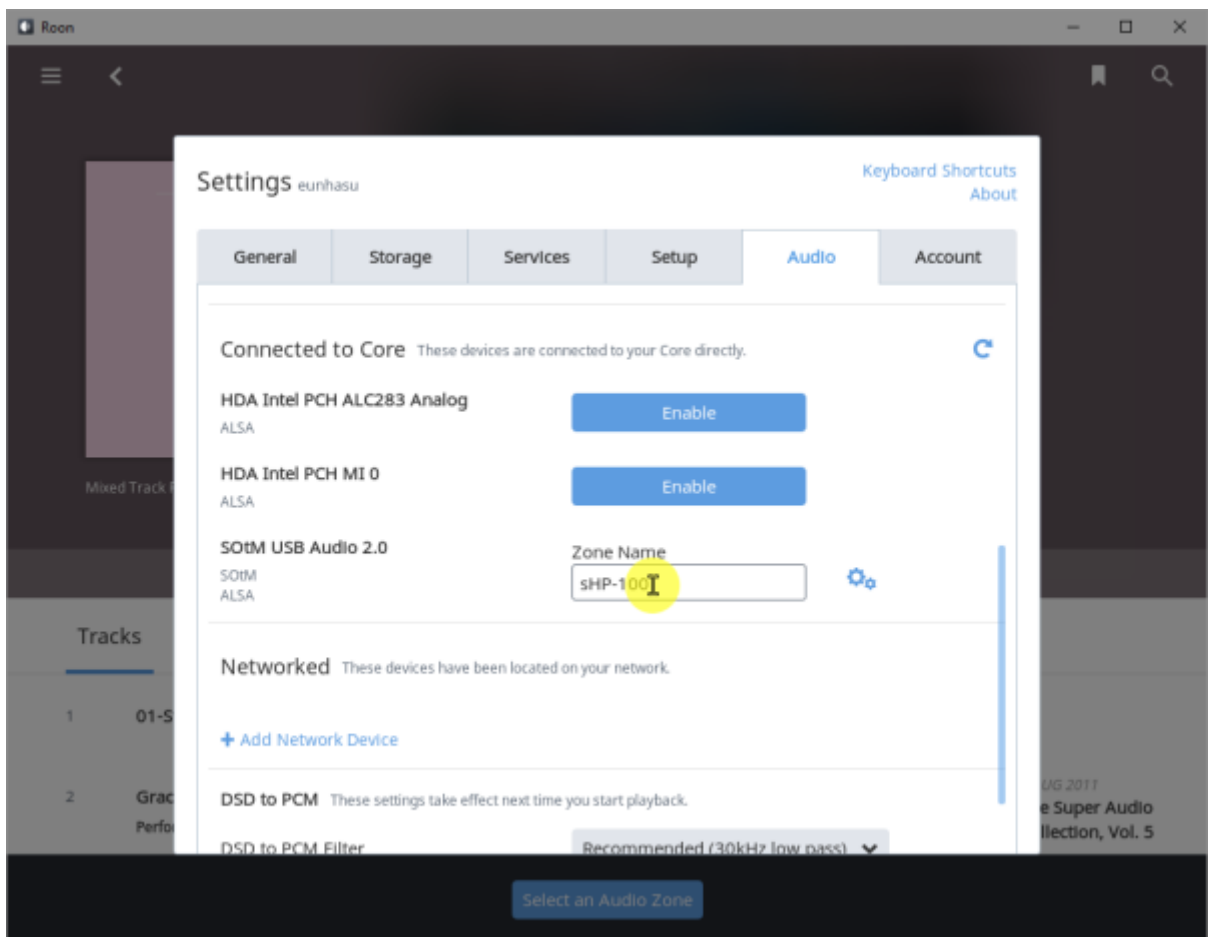 Roon
Settings eunhasu
Keyboard Shortcuts
About
General Storage Services Setup Audio Account
Connected to Core These devices are connected to your Core directly.
HDA Intel PCH ALC283 Analog
ALSA
Enable
HDA Intel PCH MI 0
ALSA
Enable
SOtM USB Audio 2.0
SOtM
ALSA
Zone Name
sHP-100
Networked These devices have been located on your network.
+ Add Network Device
DSD to PCM These settings take effect next time you start playback.
DSD to PCM Filter Recommended (30kHz low pass)
Mixed Track
Tracks
1 01-S
2 Grac
Perfo
UG 2011
e Super Audio
llection, Vol. 5
Select an Audio Zone